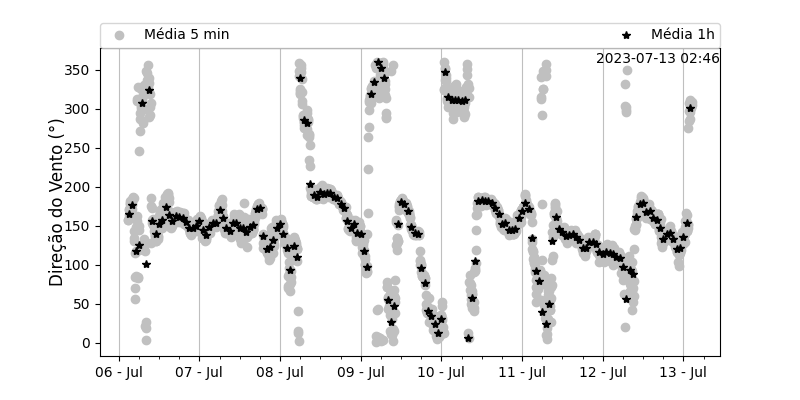 Média 5 min
Média 1h
2023-07-13 02:46
Direção do Vento (°)
350
300
250
200
150
100
50
0
06 - Jul
07 - Jul
08 - Jul
09 - Jul
10 - Jul
11 - Jul
12 - Jul
13 - Jul